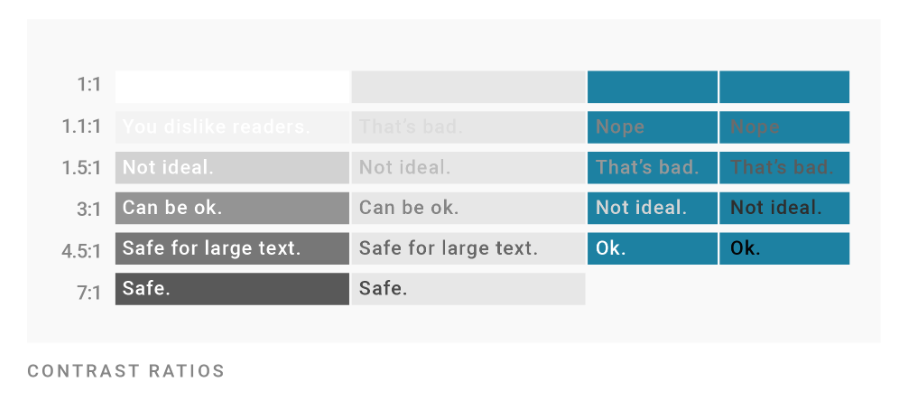 1:1
1.1:1 You dislike readers. That's bad. Nope Nope
1.5:1 Not ideal. Not ideal. That's bad. That's bad.
3:1 Can be ok. Can be ok. Not ideal. Not ideal.
4.5:1 Safe for large text. Safe for large text. Ok. Ok.
7:1 Safe. Safe.
CONTRAST RATIOS